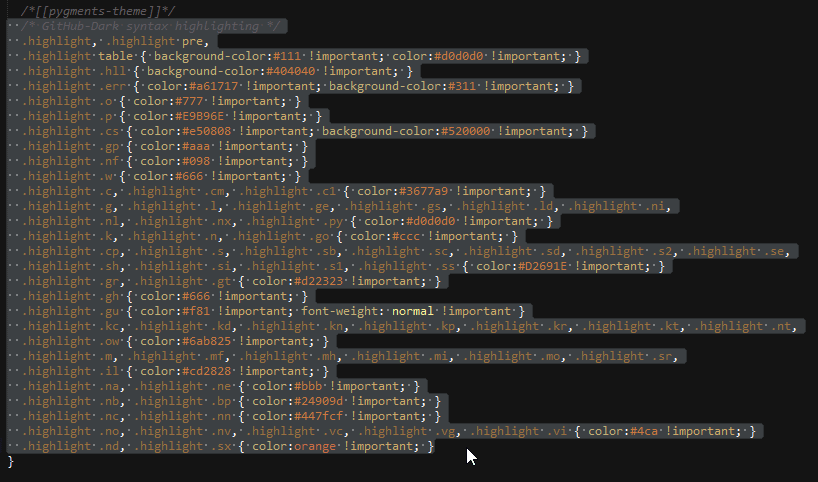 /*[[pygments-theme]]*/
/* GitHub-Dark syntax highlighting */
.highlight, .highlight pre,
.highlight table { background-color:#111 !important; color:#d0d0d0 }
.highlight .hll { background-color:#404040 !important; }
.highlight .err { color:#a61717 !important; background-color:#311 !important; }
.highlight .o { color:#777 !important; }
.highlight .p { color:#E9B96E !important; }
.highlight .cs { color:#e50808 !important; background-color:#520000 !important; }
.highlight .gp { color:#aaa !important; }
.highlight .nf { color:#098 !important; }
.highlight .w { color:#666 !important; }
.highlight .c, .highlight .cm, .highlight .c1 { color:#3677a9 !important; }
.highlight .g, .highlight .l, .highlight .ge, .highlight .gs, .highlight .ld, .highlight .ni,
.highlight .nl, .highlight .nx, .highlight .py { color:#d0d0d0 !important; }
.highlight .k, .highlight .n, .highlight .go { color:#ccc !important; }
.highlight .cp, .highlight .s, .highlight .sb, .highlight .sc, .highlight .sd, .highlight .s2, .highlight .se,
.highlight .sh, .highlight .si, .highlight .s1, .highlight .ss { color:#D2691E !important; }
.highlight .gr, .highlight .gt { color:#d22323 !important; }
.highlight .gh { color:#666 !important; }
.highlight .gu { color:#f81 !important; font-weight: normal !important }
.highlight .kc, .highlight .kd, .highlight .kn, .highlight .kp, .highlight .kr, .highlight .kt, .highlight .nt,
.highlight .ow { color:#6ab825 !important; }
.highlight .m, .highlight .mf, .highlight .mh, .highlight .mi, .highlight .mo, .highlight .sr,
.highlight .il { color:#cd2828 !important; }
.highlight .na, .highlight .ne { color:#bbb !important; }
.highlight .nb, .highlight .bp { color:#24909d !important; }
.highlight .nc, .highlight .nn { color:#447fcf !important; }
.highlight .no, .highlight .nv, .highlight .vc, .highlight .vg, .highlight .vi { color:#4ca !important; }
.highlight .nd, .highlight .sx { color:orange !important; }
}